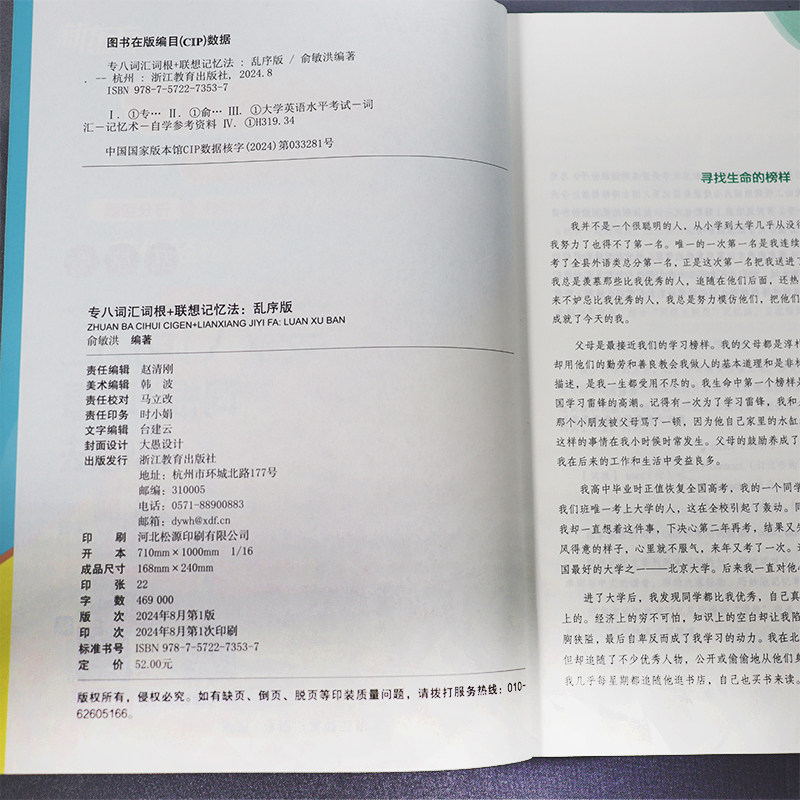 图书在版编目(CIP)数据
专八词汇词根+联想记忆法 : 乱序版 / 俞敏洪编著
. -- 杭州 : 浙江教育出版社, 2024.8
ISBN 978-7-5722-7353-7
Ⅰ. ①专… Ⅱ. ①俞… Ⅲ. ①大学英语水平考试－词
汇－记忆术－自学参考资料 Ⅳ. ①H319.34
中国国家版本馆CIP数据核字(2024)第033281号
专八词汇词根+联想记忆法：乱序版
ZHUAN BA CIHUI CIGEN+LIANXIANG JIYI FA: LUAN XU BAN
俞敏洪 编著
责任编辑 赵清刚
美术编辑 韩 波
责任校对 马立改
责任印务 时小娟
文字编辑 台建云
封面设计 大愚设计
出版发行 浙江教育出版社
地址：杭州市环城北路177号
邮编：310005
电话：0571-88900883
邮箱：dywh@xdf.cn
印 刷 河北松源印刷有限公司
开 本 710mm×1000mm 1/16
成品尺寸 168mm×240mm
印 张 22
字 数 469 000
版 次 2024年8月第1版
印 次 2024年8月第1次印刷
标准书号 ISBN 978-7-5722-7353-7
定 价 52.00元
版权所有，侵权必究。如有缺页、倒页、脱页等印装质量问题，请拨打服务热线：010-
62605166。
寻找生命的榜样
我并不是一个很聪明的人，从小学到大学几乎从没得
我努力了也得不了第一名。唯一的一次第一名是我连续
考了全县外语类总分第一名，正是这次第一名把我送进了
我总是羡慕那些比我优秀的人，追随在他们后面，还热
来不妒忌比我优秀的人，我总是努力模仿他们，把他们
成就了今天的我。
父母是最接近我们的学习榜样。我的父母都是淳朴
却用他们的勤劳和善良教会我做人的基本道理和是非标
描述，是我一生都受用不尽的。我生命中第一个榜样是
国学习雷锋的高潮。记得有一次为了学习雷锋，我和
那个小朋友被父母骂了一顿，因为他自己家里的水缸
这样的事情在我小时候时常发生。父母的鼓励养成了
我在后来的工作和生活中受益良多。
我高中毕业时正值恢复全国高考，我的一个同学
我们班唯一考上大学的人，这在全校引起了轰动。同
我却一直想着这件事，下决心第二年再考，结果又失
风得意的样子，心里就不服气，来年又考了一次。
国最好的大学之一——北京大学。后来我一直对他心
进了大学后，我发现同学都比我优秀，自己真
上的。经济上的穷不可怕，知识上的空白却让我陷
胸狭隘，最后自卑反而成了我学习的动力。我在北
但却追随了不少优秀人物，公开或偷偷地从他们身
我几乎每星期都追随他逛书店，自己也买书来读。